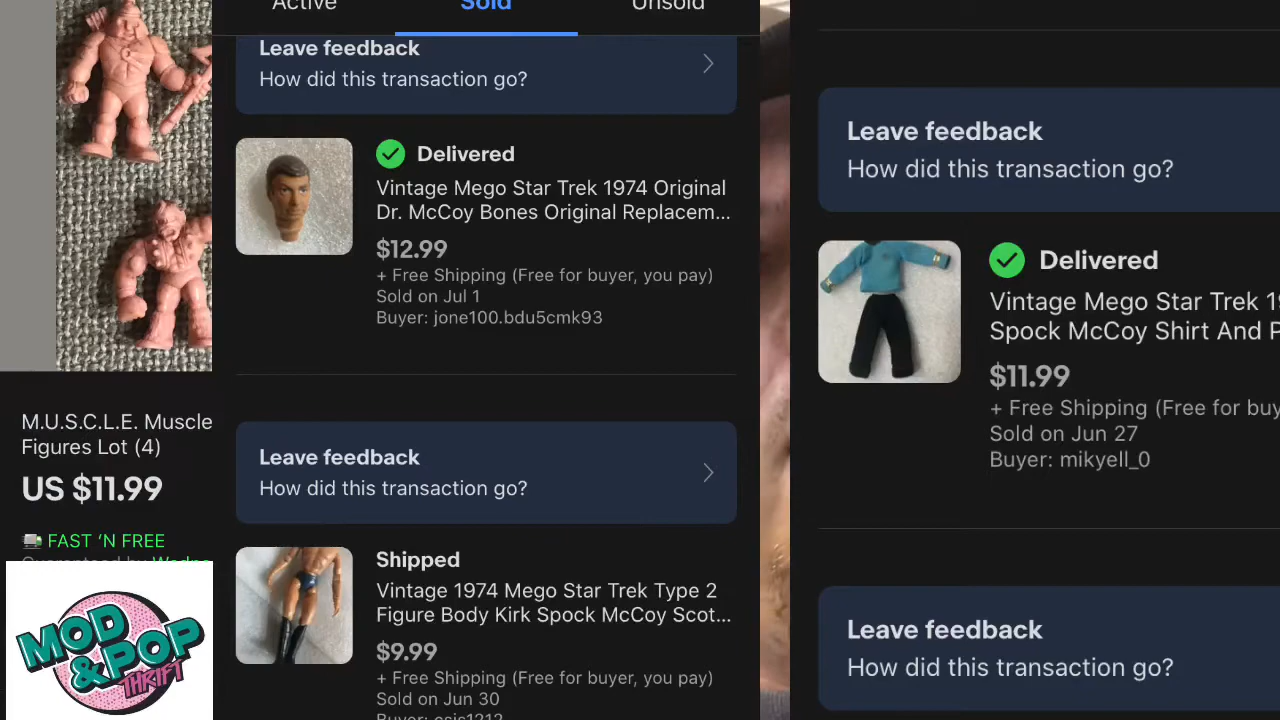 Active
Sold
Unsold
Leave feedback
How did this transaction go?
Delivered
Vintage Mego Star Trek 1974 Original
Dr. McCoy Bones Original Replacem...
$12.99
+ Free Shipping (Free for buyer, you pay)
Sold on Jul 1
Buyer: jone100.bdu5cmk93
Leave feedback
How did this transaction go?
Shipped
Vintage 1974 Mego Star Trek Type 2
Figure Body Kirk Spock McCoy Scot...
$9.99
+ Free Shipping (Free for buyer, you pay)
Sold on Jun 30
Buyer: csis1212
M.U.S.C.L.E. Muscle
Figures Lot (4)
US $11.99
FAST 'N FREE
Guaranteed by
MOD
& POP
THRIFT
Leave feedback
How did this transaction go?
Delivered
Vintage Mego Star Trek
Spock McCoy Shirt And
$11.99
+ Free Shipping (Free for
Sold on Jun 27
Buyer: mikyell_0
Leave feedback
How did this transaction go?